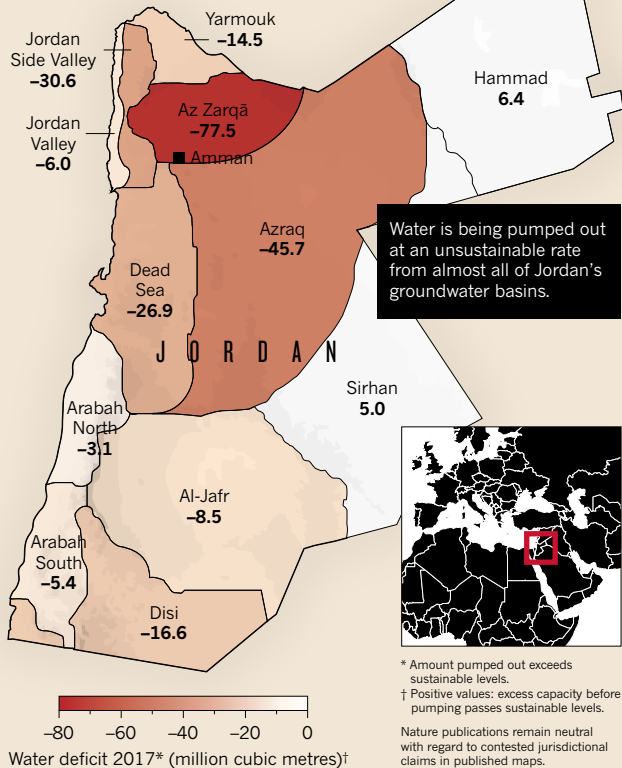 Yarmouk
–14.5
Jordan
Side Valley
–30.6
Hammad
6.4
Az Zarqā
–77.5
Jordan
Valley
–6.0
Amman
Azraq
–45.7
Water is being pumped out
at an unsustainable rate
from almost all of Jordan’s
groundwater basins.
Dead
Sea
–26.9
JORDAN
Sirhan
5.0
Arabah
North
–3.1
Al-Jafr
–8.5
Arabah
South
–5.4
Disi
–16.6
* Amount pumped out exceeds
sustainable levels.
† Positive values: excess capacity before
pumping passes sustainable levels.
Nature publications remain neutral
with regard to contested jurisdictional
claims in published maps.
–80 –60 –40 –20 0
Water deficit 2017* (million cubic metres)†